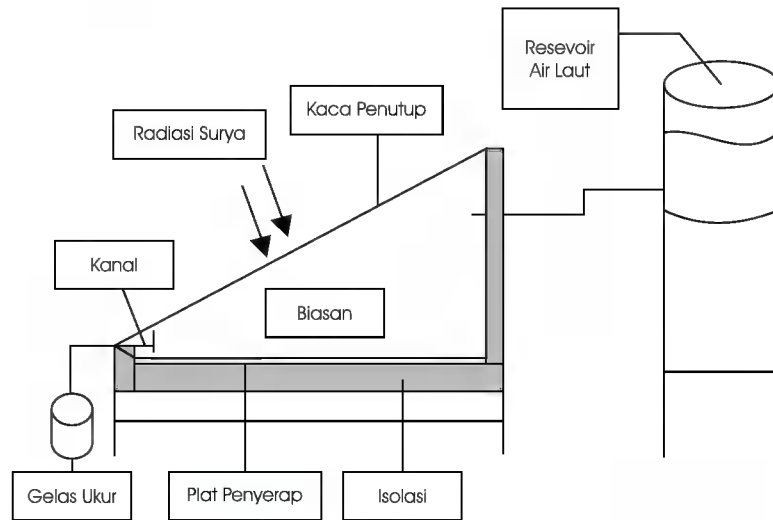 Resevoir
Air Laut
Kaca Penutup
Radiasi Surya
Kanal
Biasan
Gelas Ukur
Plat Penyerap
Isolasi